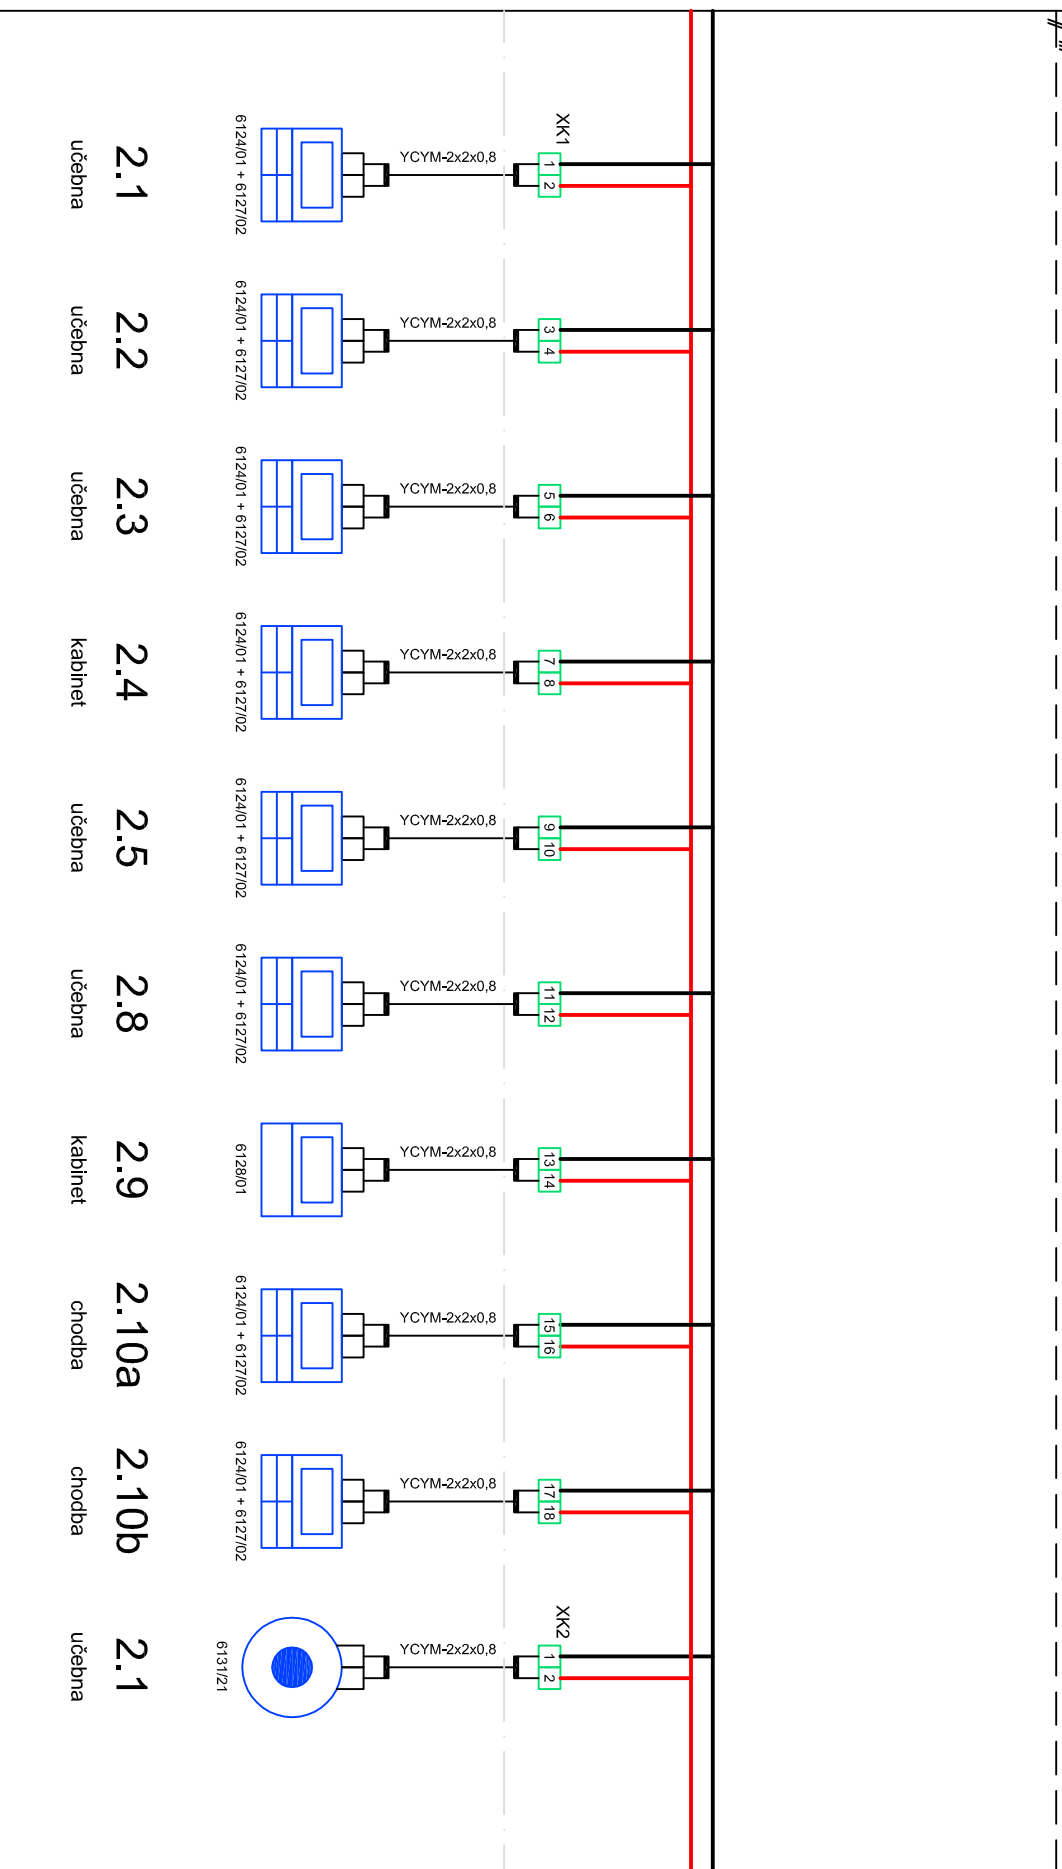 XK1
1 2
YCYM-2x2x0,8
6124/01 + 6127/02
2.1
učebna
3 4
YCYM-2x2x0,8
6124/01 + 6127/02
2.2
učebna
5 6
YCYM-2x2x0,8
6124/01 + 6127/02
2.3
učebna
7 8
YCYM-2x2x0,8
6124/01 + 6127/02
2.4
kabinet
9 10
YCYM-2x2x0,8
6124/01 + 6127/02
2.5
učebna
11 12
YCYM-2x2x0,8
6124/01 + 6127/02
2.8
učebna
13 14
YCYM-2x2x0,8
6128/01
2.9
kabinet
15 16
YCYM-2x2x0,8
6124/01 + 6127/02
2.10a
chodba
17 18
YCYM-2x2x0,8
6124/01 + 6127/02
2.10b
chodba
XK2
1 2
YCYM-2x2x0,8
6131/21
2.1
učebna